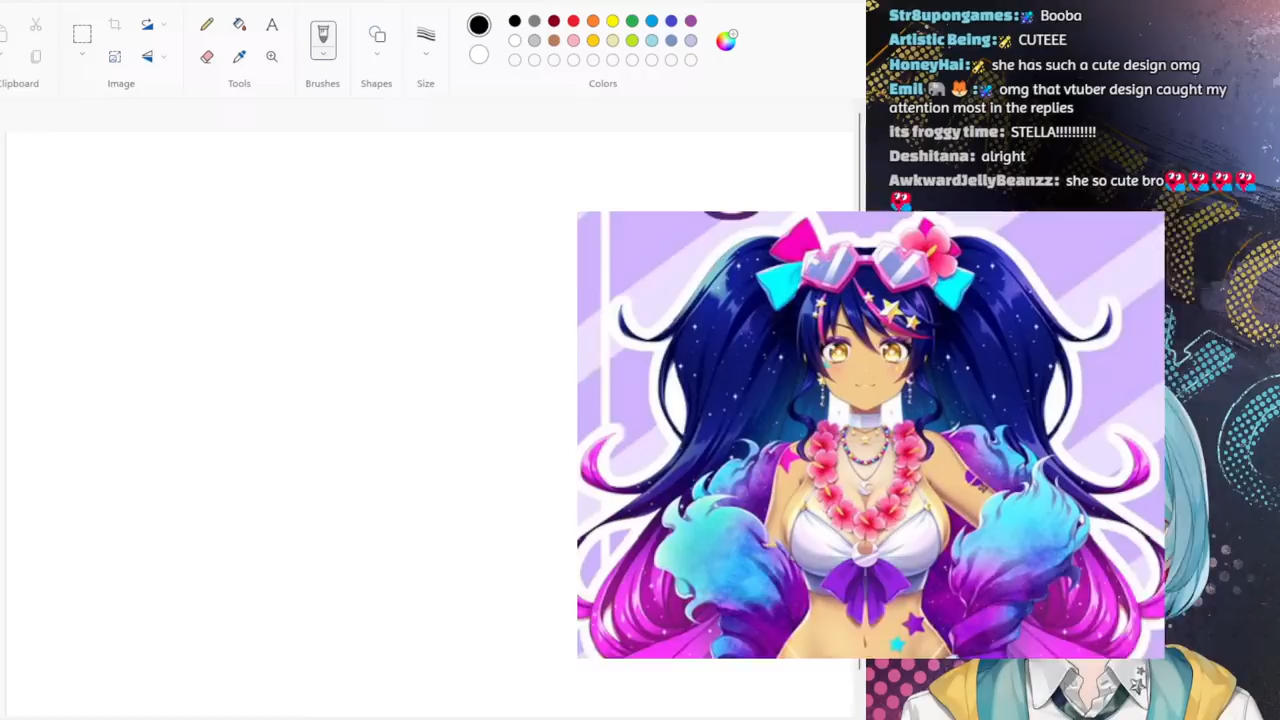 Clipboard
Image
Tools
Brushes
Shapes
Size
Colors
A
Str8upongames: Booba
Artistic Being: CUTEEE
HoneyHai: she has such a cute design omg
Emil : omg that vtuber design caught my
attention most in the replies
its froggy time: STELLA!!!!!!!!!!
Deshitana: alright
AwkwardJellyBeanzz: she so cute bro